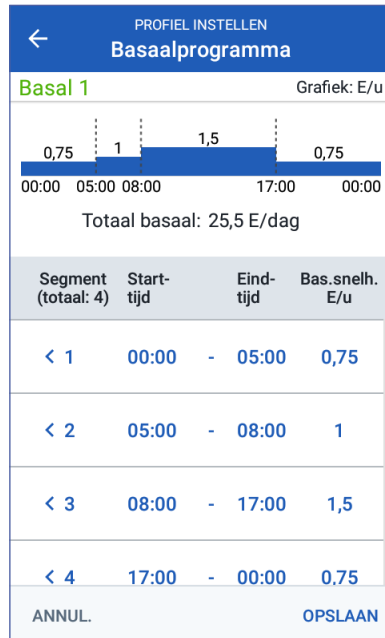 PROFIEL INSTELLEN
Basaalprogramma
Basal 1 Grafiek: E/u
0,75 1 1,5 0,75
00:00 05:00 08:00 17:00 00:00
Totaal basaal: 25,5 E/dag
Segment Start- Eind- Bas.snelh.
(totaal: 4) tijd tijd E/u
< 1 00:00 - 05:00 0,75
< 2 05:00 - 08:00 1
< 3 08:00 - 17:00 1,5
< 4 17:00 - 00:00 0,75
ANNUL. OPSLAAN